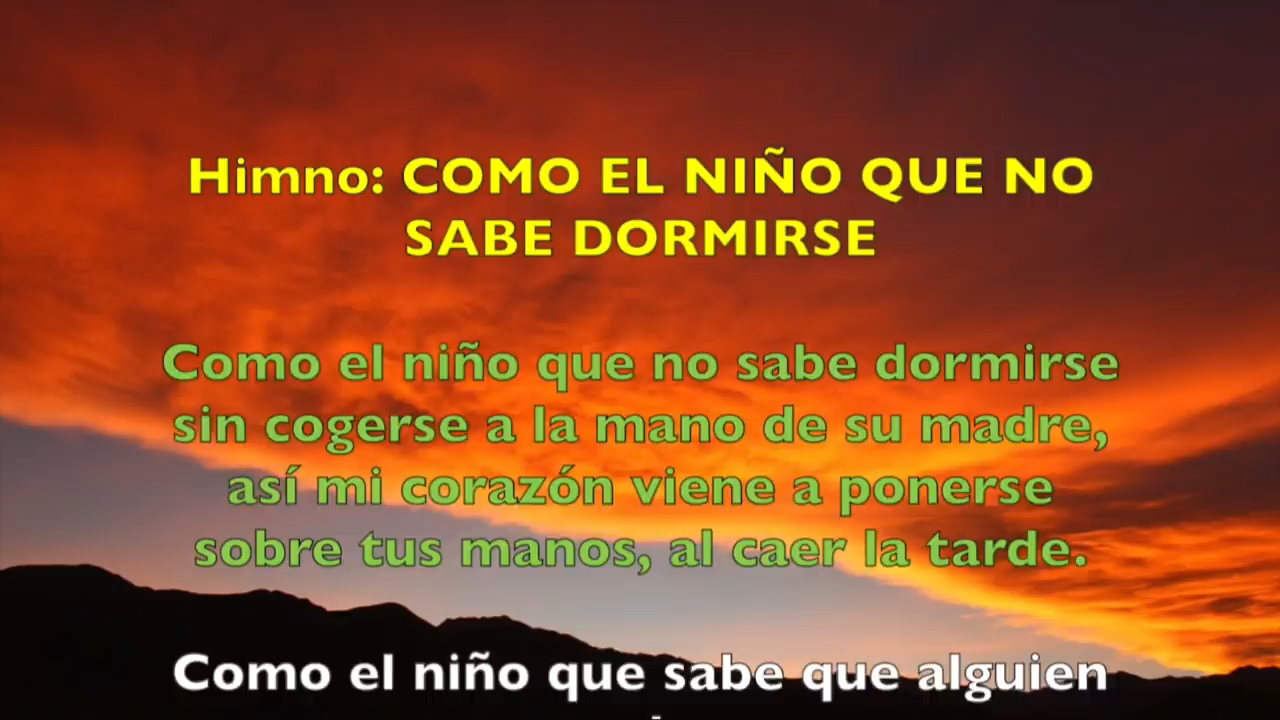 Himno: COMO EL NIÑO QUE NO
SABE DORMIRSE
Como el niño que no sabe dormirse
sin cogerse a la mano de su madre,
así mi corazón viene a ponerse
sobre tus manos, al caer la tarde.
Como el niño que sabe que alguien